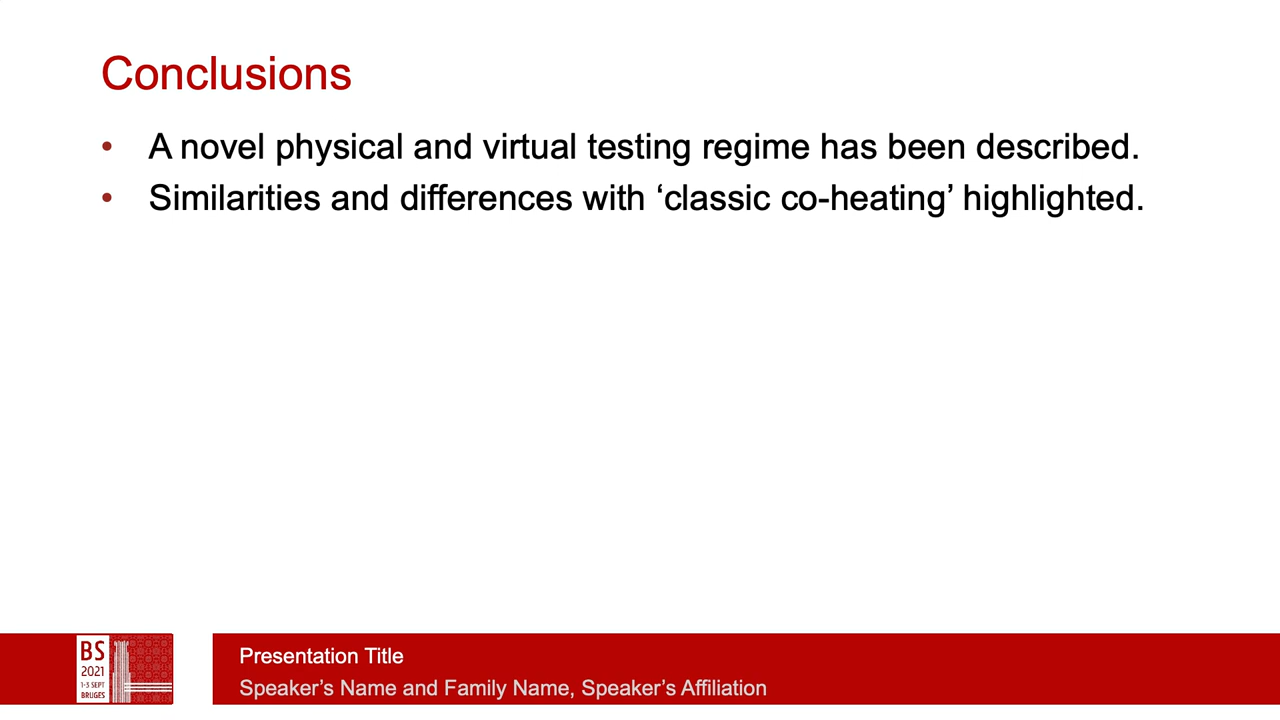 Conclusions
• A novel physical and virtual testing regime has been described.
• Similarities and differences with ‘classic co-heating’ highlighted.
BS
2021
1-3 SEPT
BRUGES
Presentation Title
Speaker’s Name and Family Name, Speaker’s Affiliation